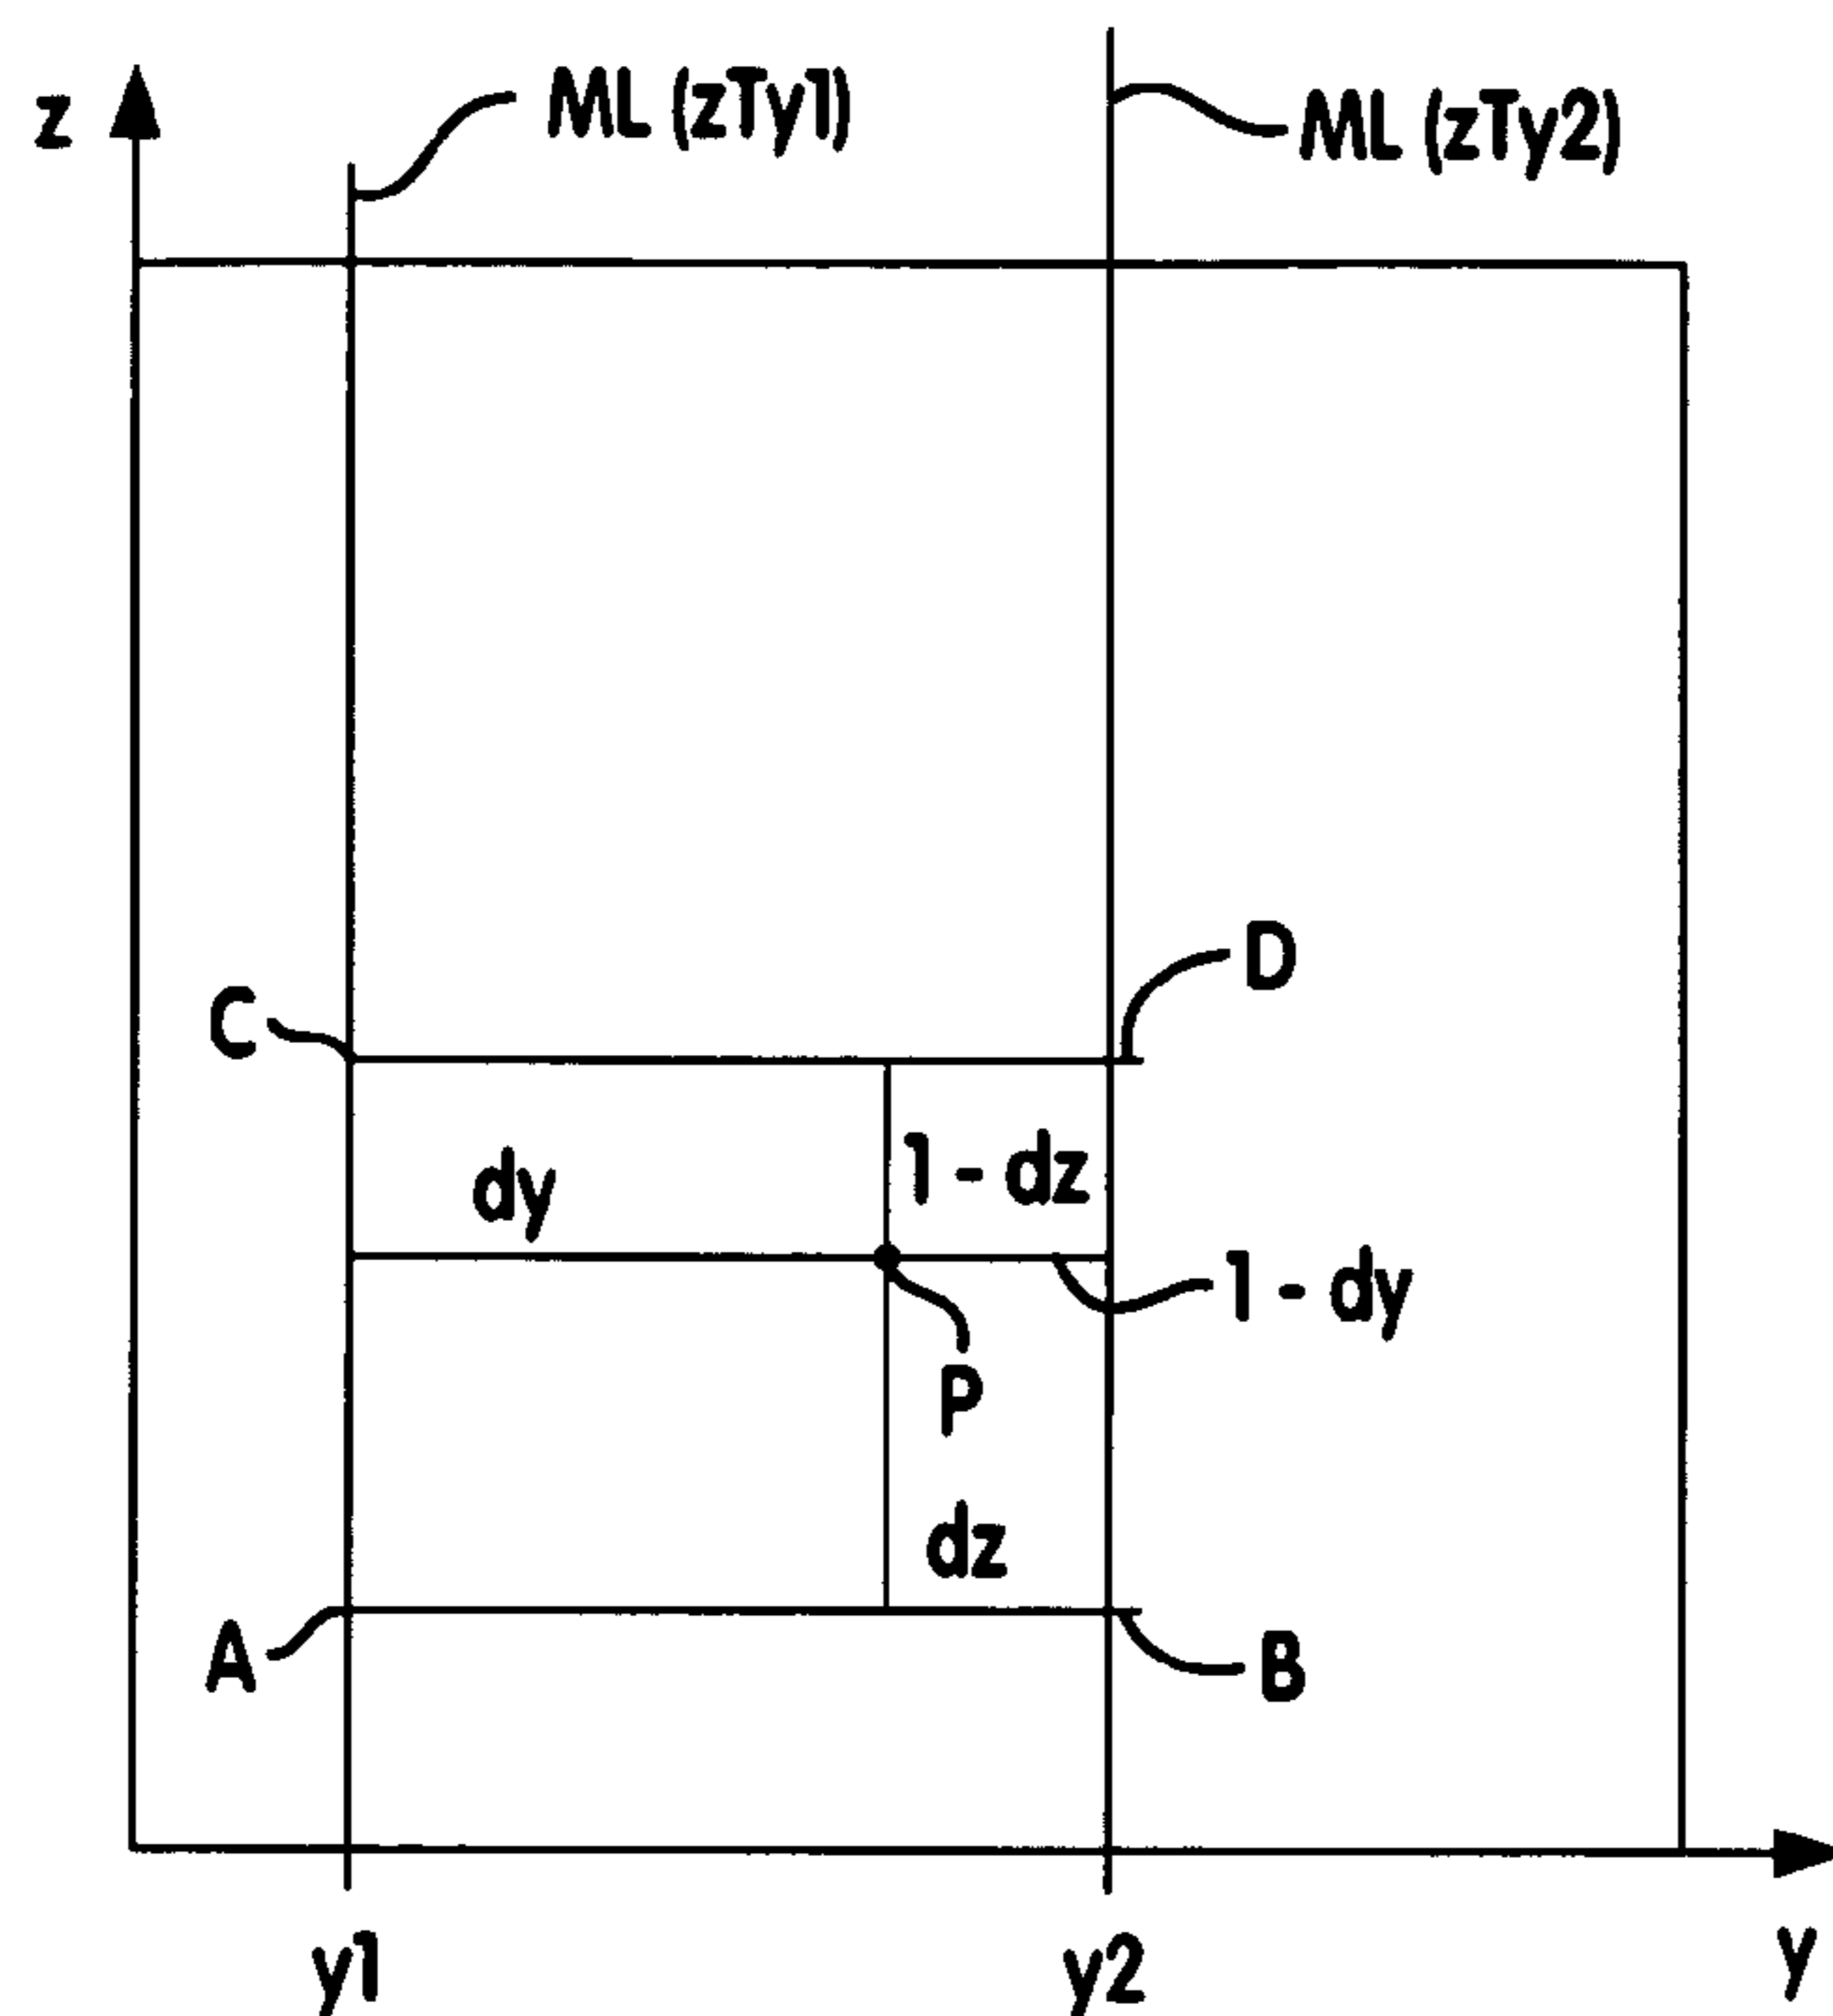 z
ML (zTy1)
ML (zTy2)
D
C
dy
1 - dz
1 - dy
P
dz
A
B
y1
y2
y